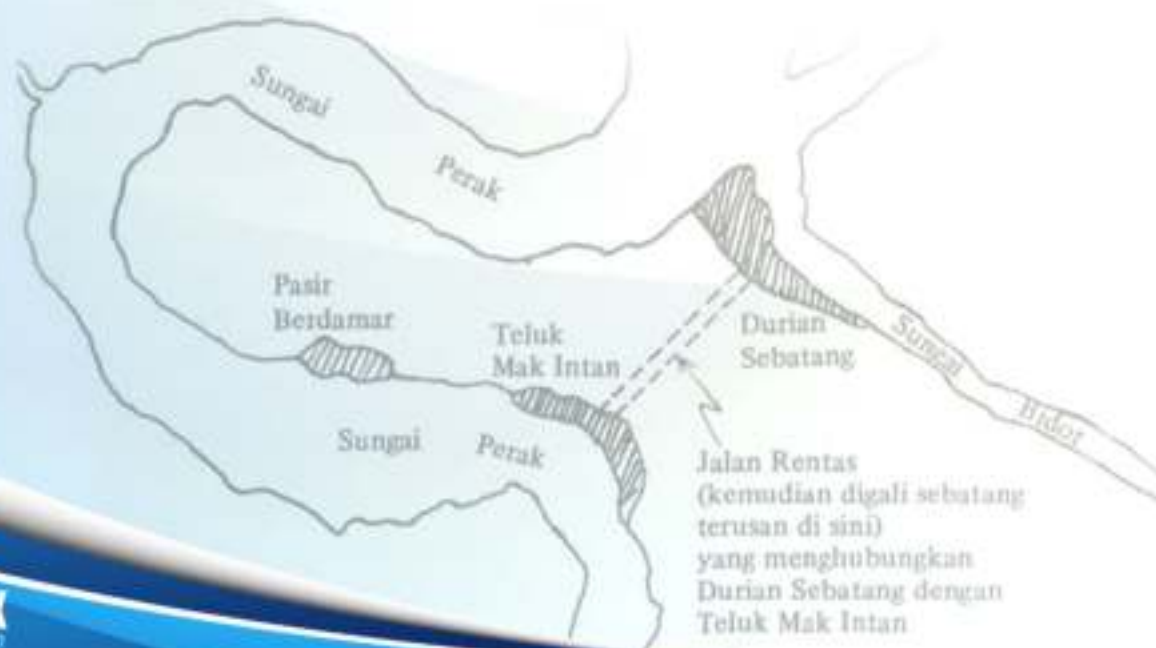 Sungai
Perak
Pasir
Berdamar
Teluk
Mak Intan
Durian
Sebatang
Sungai
Bidor
Sungai
Perak
Jalan Rentas
(kemudian digali sebatang
terusan di sini)
yang menghubungkan
Durian Sebatang dengan
Teluk Mak Intan